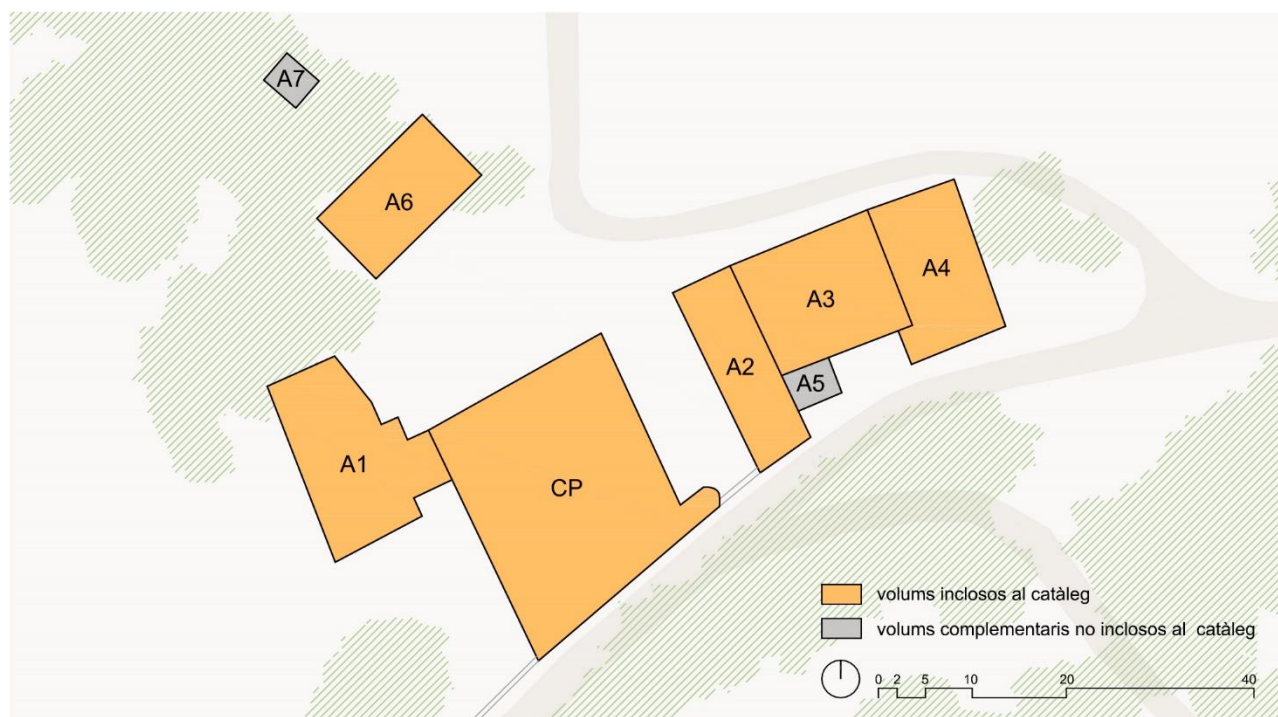 A7
A6
A4
A3
A2
A5
A1
CP
volums inclosos al catàleg
volums complementaris no inclosos al catàleg
0 2 5 10 20 40